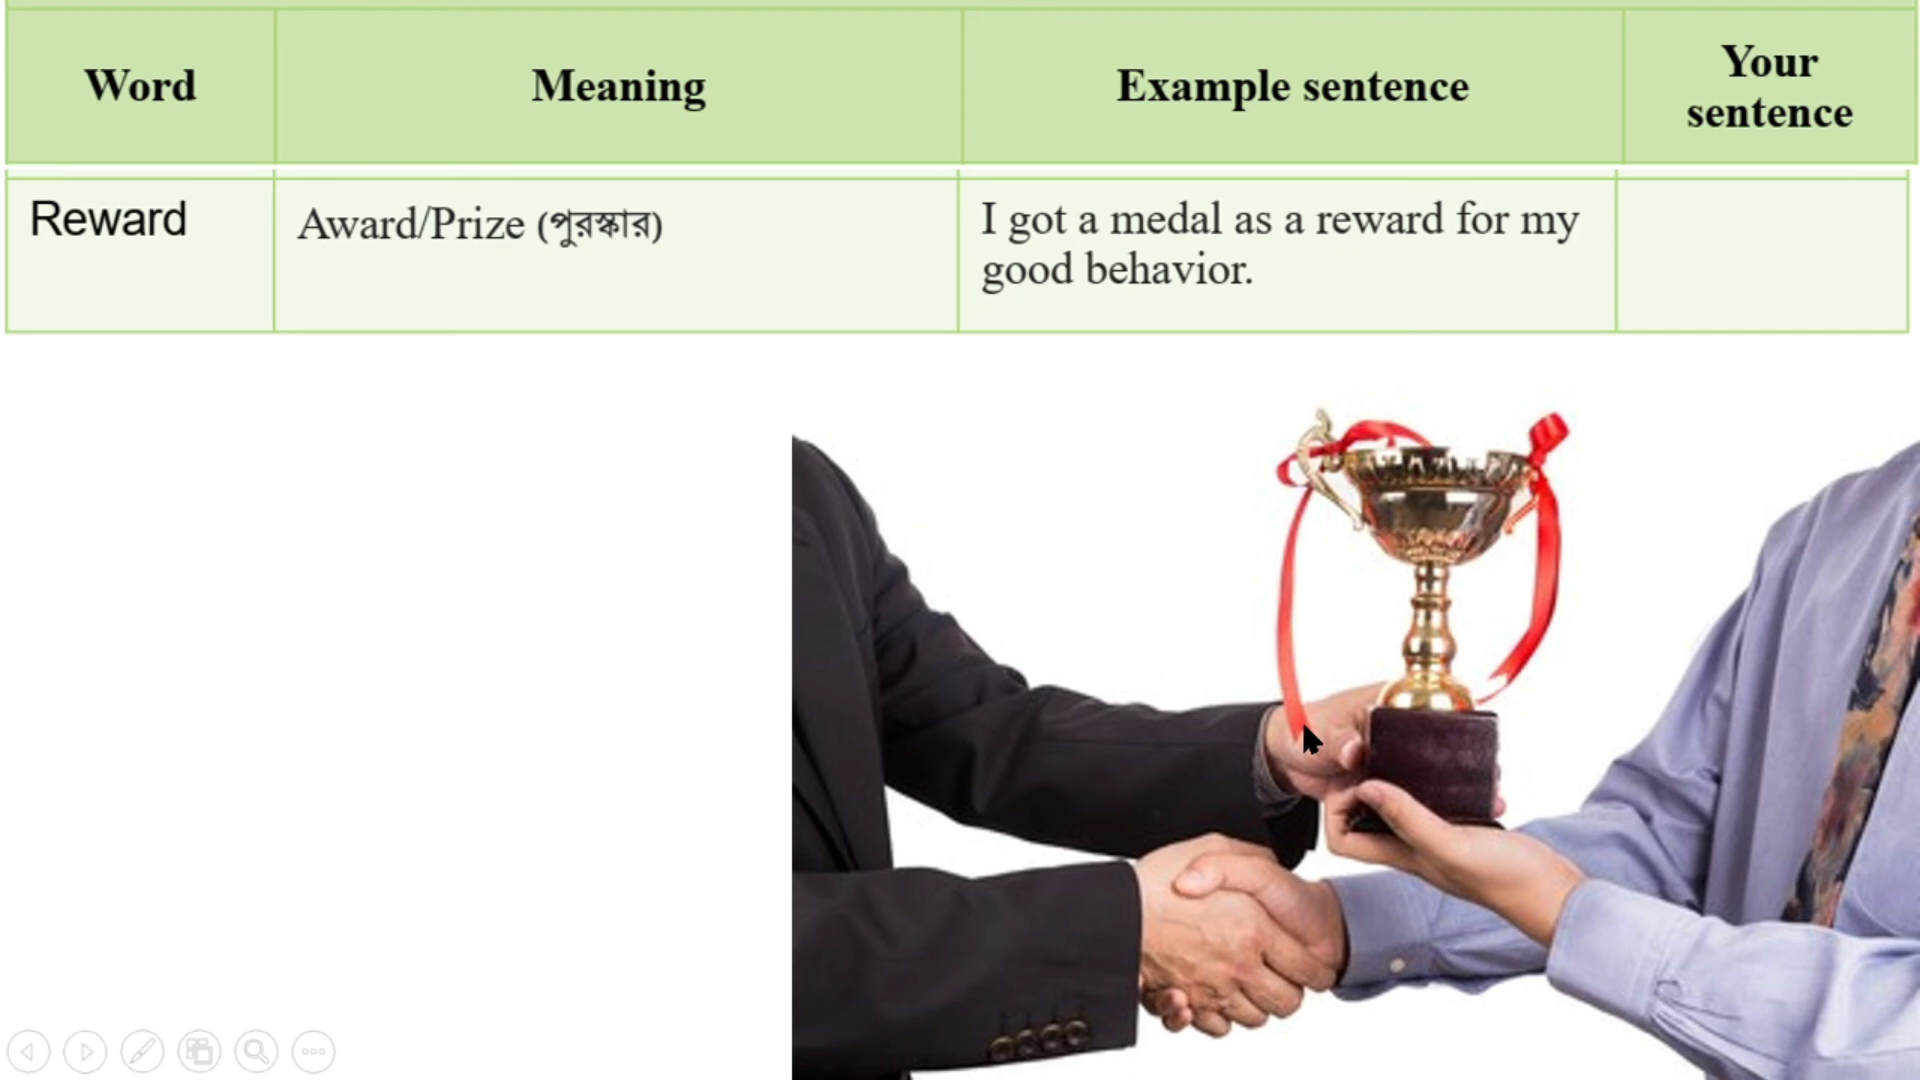 Word
Meaning
Example sentence
Your
sentence
Reward
Award/Prize (পুরস্কার)
I got a medal as a reward for my
good behavior.